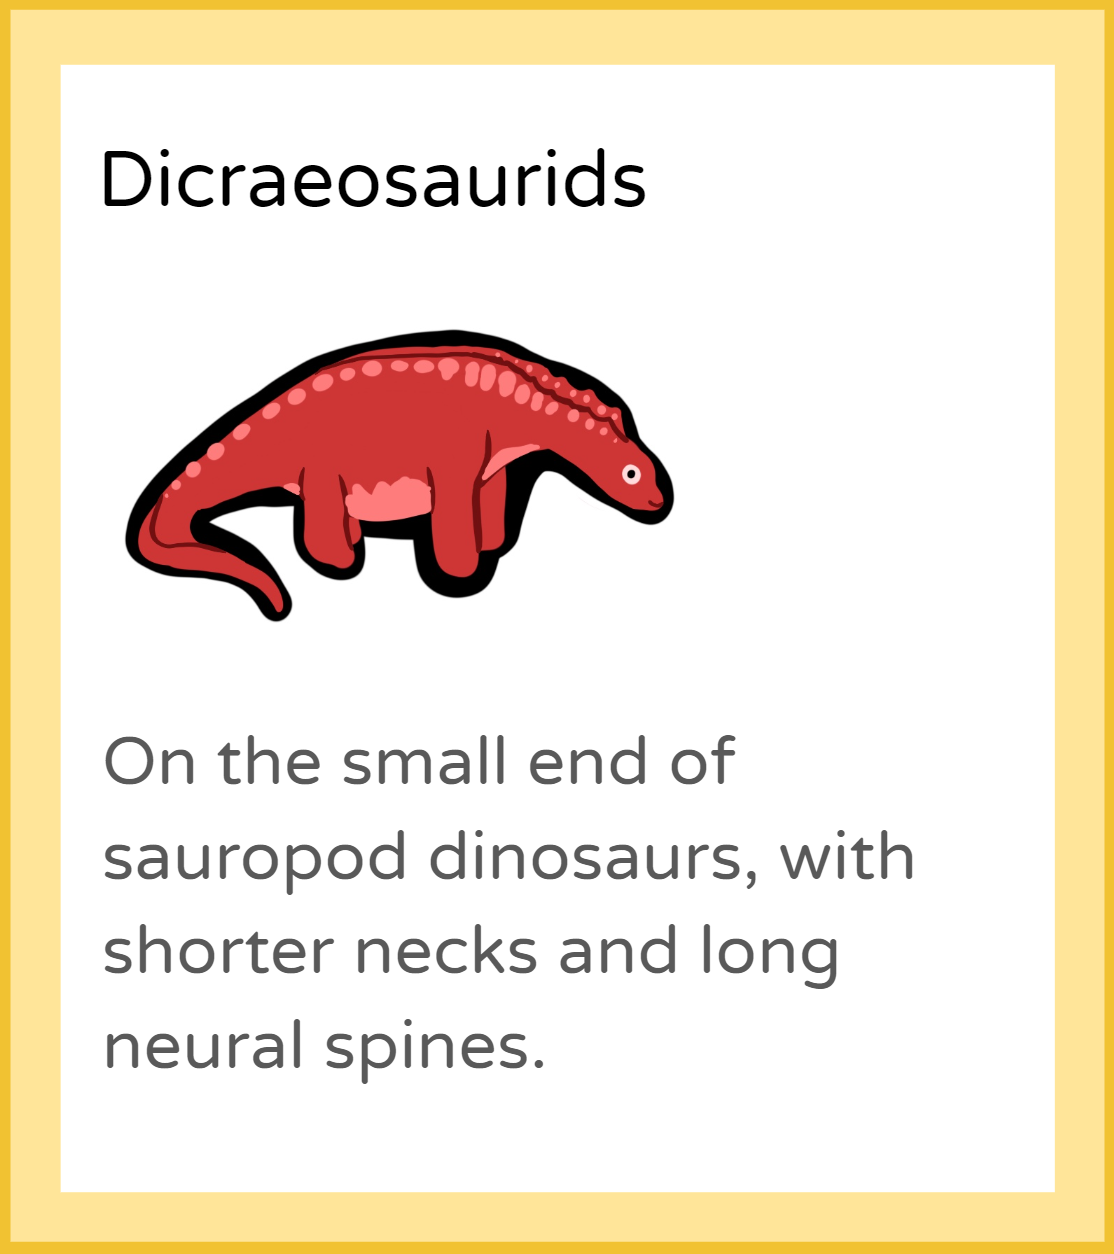 Dicraeosaurids
On the small end of
sauropod dinosaurs, with
shorter necks and long
neural spines.